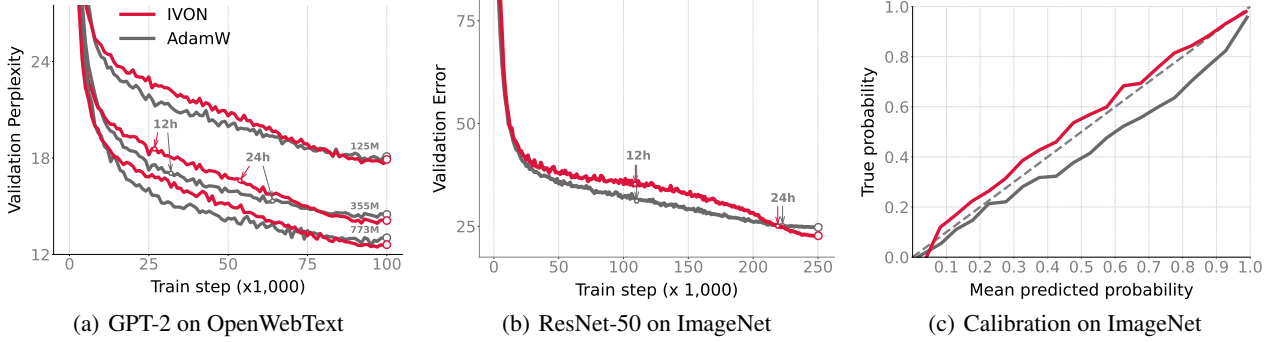 IVON
AdamW
Validation Perplexity
24
18
12
12h
24h
125M
355M
773M
0
25
50
75
100
Train step (x1,000)
(a) GPT-2 on OpenWebText
Validation Error
75
50
25
12h
24h
0
50
100
150
200
250
Train step (x 1,000)
(b) ResNet-50 on ImageNet
True probability
1.0
0.8
0.6
0.4
0.2
0.0
0.1
0.2
0.3
0.4
0.5
0.6
0.7
0.8
0.9
1.0
Mean predicted probability
(c) Calibration on ImageNet